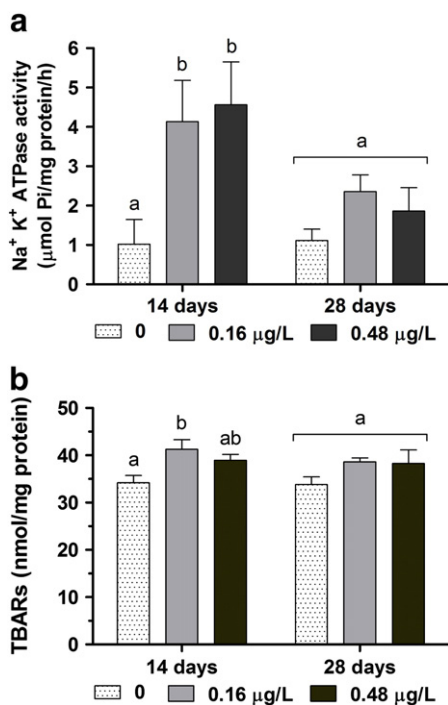 a
Na⁺ K⁺ ATPase activity
(μmol Pi/mg protein/h)
6
5
4
3
2
1
0
a
b
b
a
14 days
28 days
0
0.16 μg/L
0.48 μg/L
b
TBARs (nmol/mg protein)
50
40
30
20
10
0
a
b
ab
a
14 days
28 days
0
0.16 μg/L
0.48 μg/L